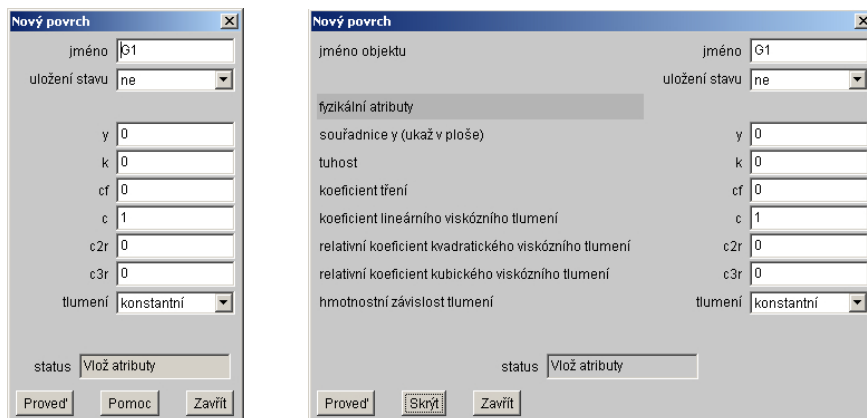 Nový povrch
jméno G1
uložení stavu ne
y 0
k 0
cf 0
c 1
c2r 0
c3r 0
tlumení konstantní
status Vlož atributy
Proveď Pomoc Zavřít
Nový povrch
jméno objektu jméno G1
uložení stavu ne
fyzikální atributy
souřadnice y (ukaž v ploše) y 0
tuhost k 0
koeficient tření cf 0
koeficient lineárního viskózního tlumení c 1
relativní koeficient kvadratického viskózního tlumení c2r 0
relativní koeficient kubického viskózního tlumení c3r 0
hmotnostní závislost tlumení tlumení konstantní
status Vlož atributy
Proveď Skrýt Zavřít